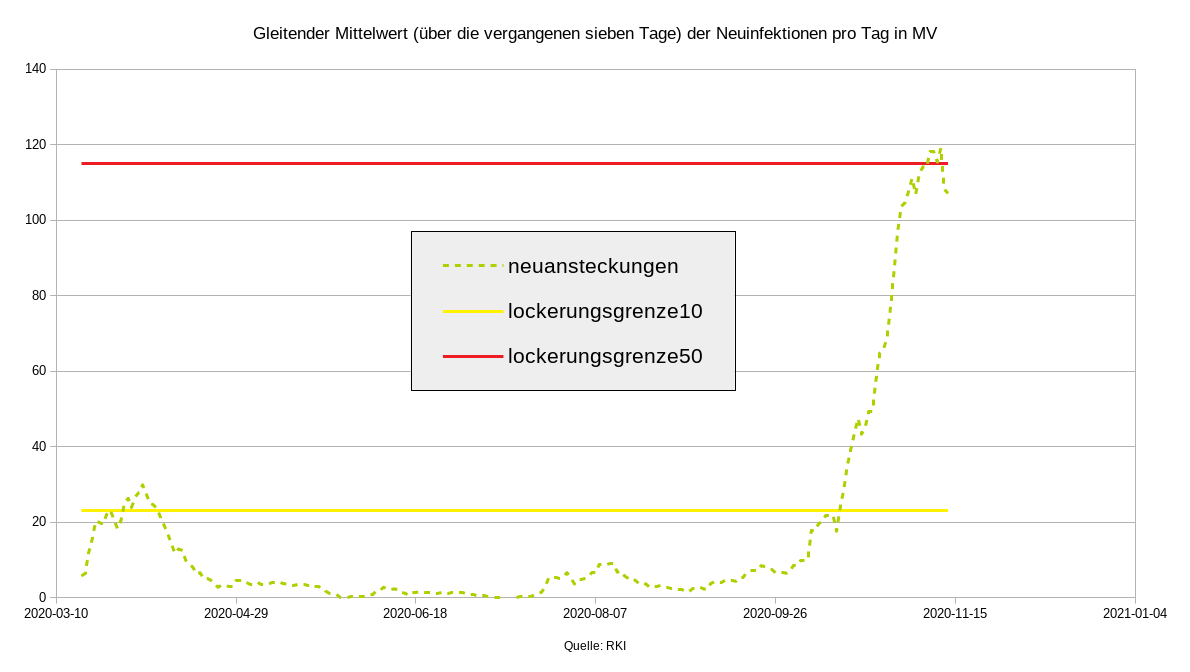 Gleitender Mittelwert (über die vergangenen sieben Tage) der Neuinfektionen pro Tag in MV
140
120
100
80
60
40
20
0
neuansteckungen
lockerungsgrenze10
lockerungsgrenze50
2020-03-10 2020-04-29 2020-06-18 2020-08-07 2020-09-26 2020-11-15 2021-01-04
Quelle: RKI